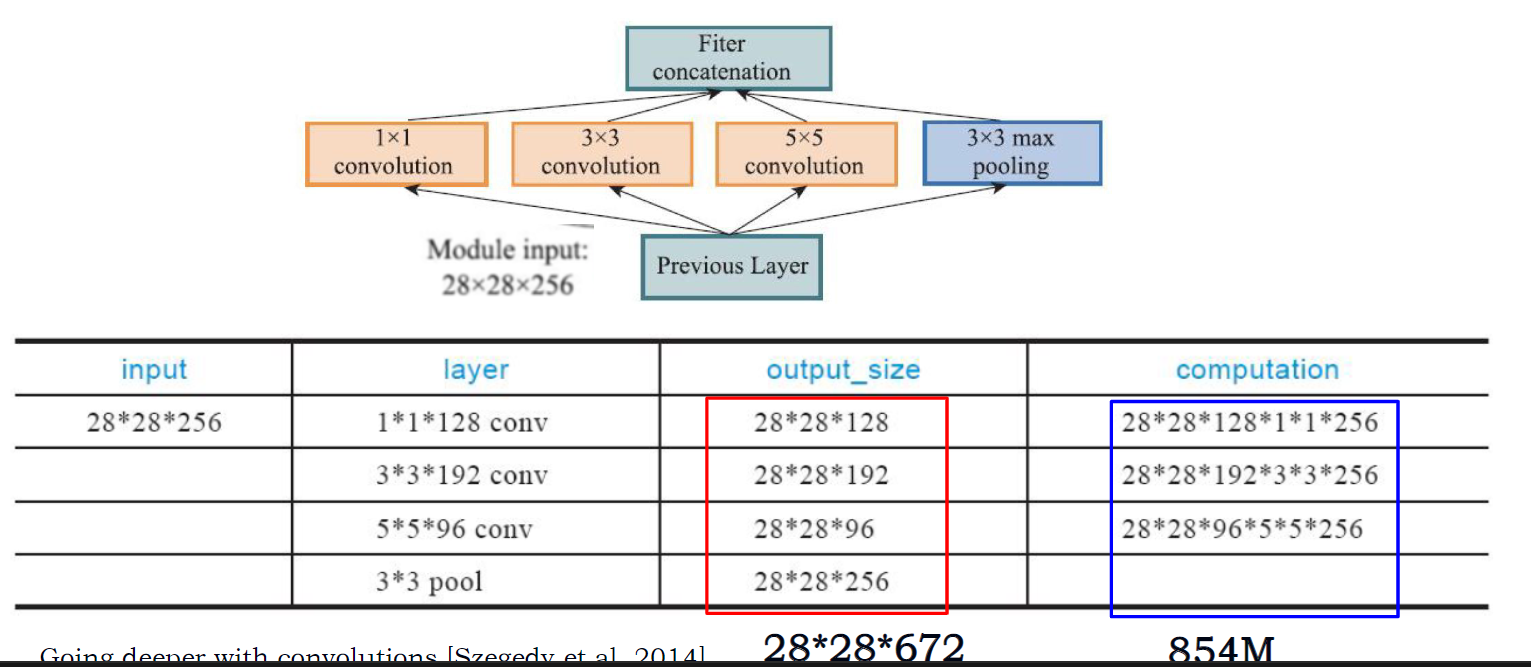 Fiter
concatenation
1×1
convolution
3×3
convolution
5×5
convolution
3×3 max
pooling
Module input:
28×28×256
Previous Layer
input layer output_size computation
28*28*256 1*1*128 conv 28*28*128 28*28*128*1*1*256
3*3*192 conv 28*28*192 28*28*192*3*3*256
5*5*96 conv 28*28*96 28*28*96*5*5*256
3*3 pool 28*28*256
28*28*672 854M
Going deeper with convolutions [Szegedy et al. 2014]